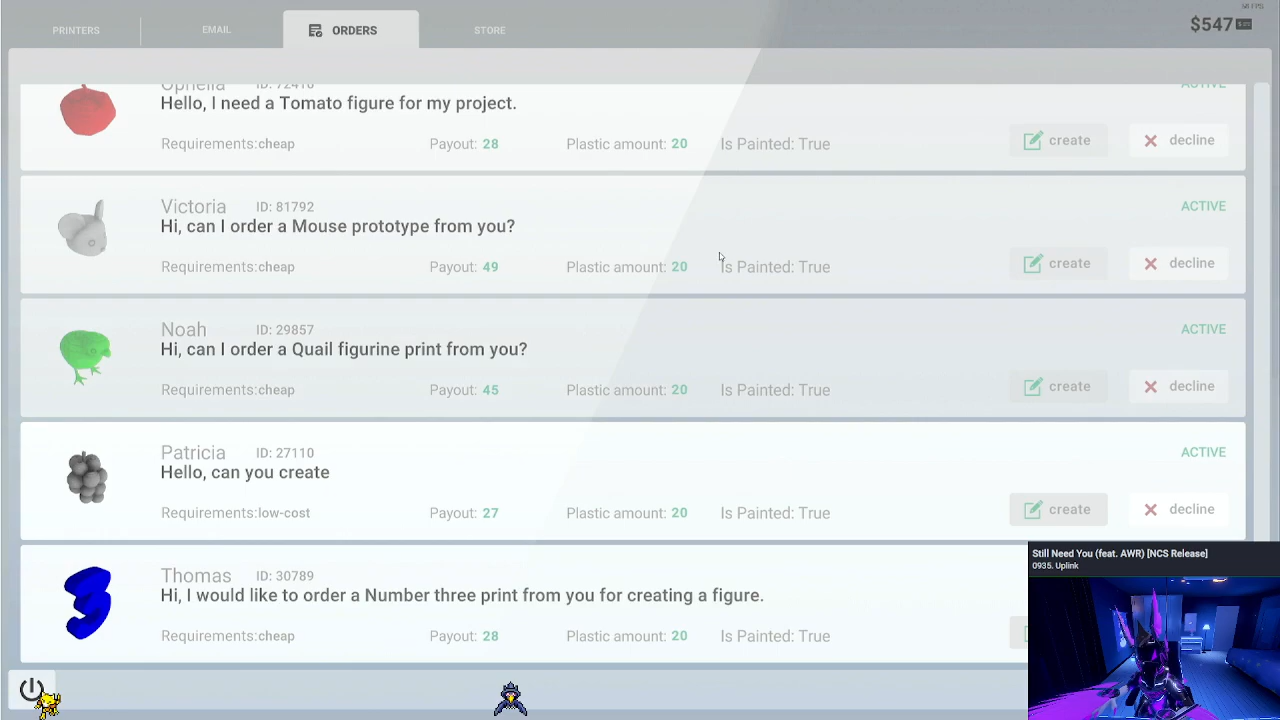 58 FPS
PRINTERS
EMAIL
ORDERS
STORE
$547
Ophelia ID: 72418
ACTIVE
Hello, I need a Tomato figure for my project.
Requirements:cheap Payout: 28 Plastic amount: 20 Is Painted: True create decline
Victoria ID: 81792
ACTIVE
Hi, can I order a Mouse prototype from you?
Requirements:cheap Payout: 49 Plastic amount: 20 Is Painted: True create decline
Noah ID: 29857
ACTIVE
Hi, can I order a Quail figurine print from you?
Requirements:cheap Payout: 45 Plastic amount: 20 Is Painted: True create decline
Patricia ID: 27110
ACTIVE
Hello, can you create
Requirements:low-cost Payout: 27 Plastic amount: 20 Is Painted: True create decline
Thomas ID: 30789
Hi, I would like to order a Number three print from you for creating a figure.
Requirements:cheap Payout: 28 Plastic amount: 20 Is Painted: True
Still Need You (feat. AWR) [NCS Release]
0935. Uplink